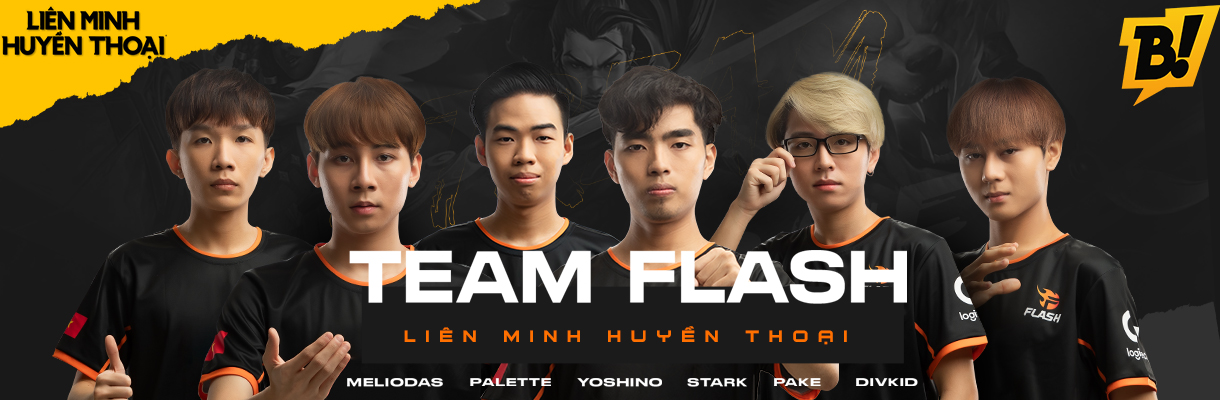 LIÊN MINH
HUYỀN THOẠI
B!
TEAM FLASH
LIÊN MINH HUYỀN THOẠI
MELIODAS PALETTE YOSHINO STARK PAKE DIVKID
FLASH